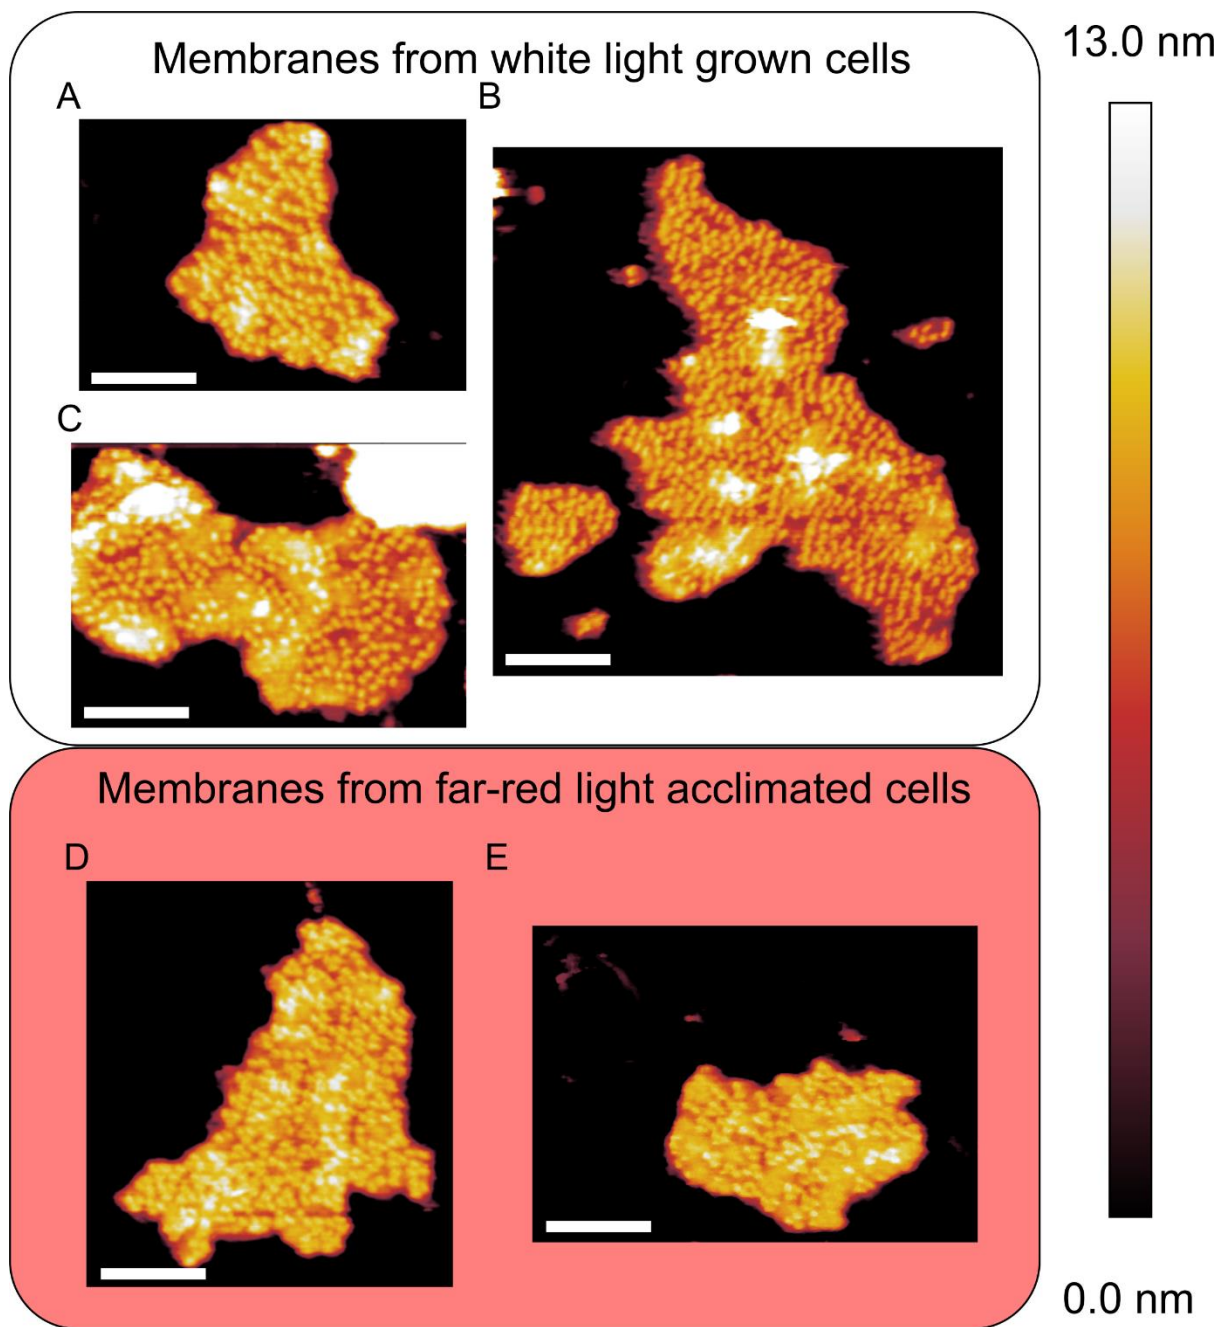 Membranes from white light grown cells
13.0 nm
A
B
C
Membranes from far-red light acclimated cells
D
E
0.0 nm